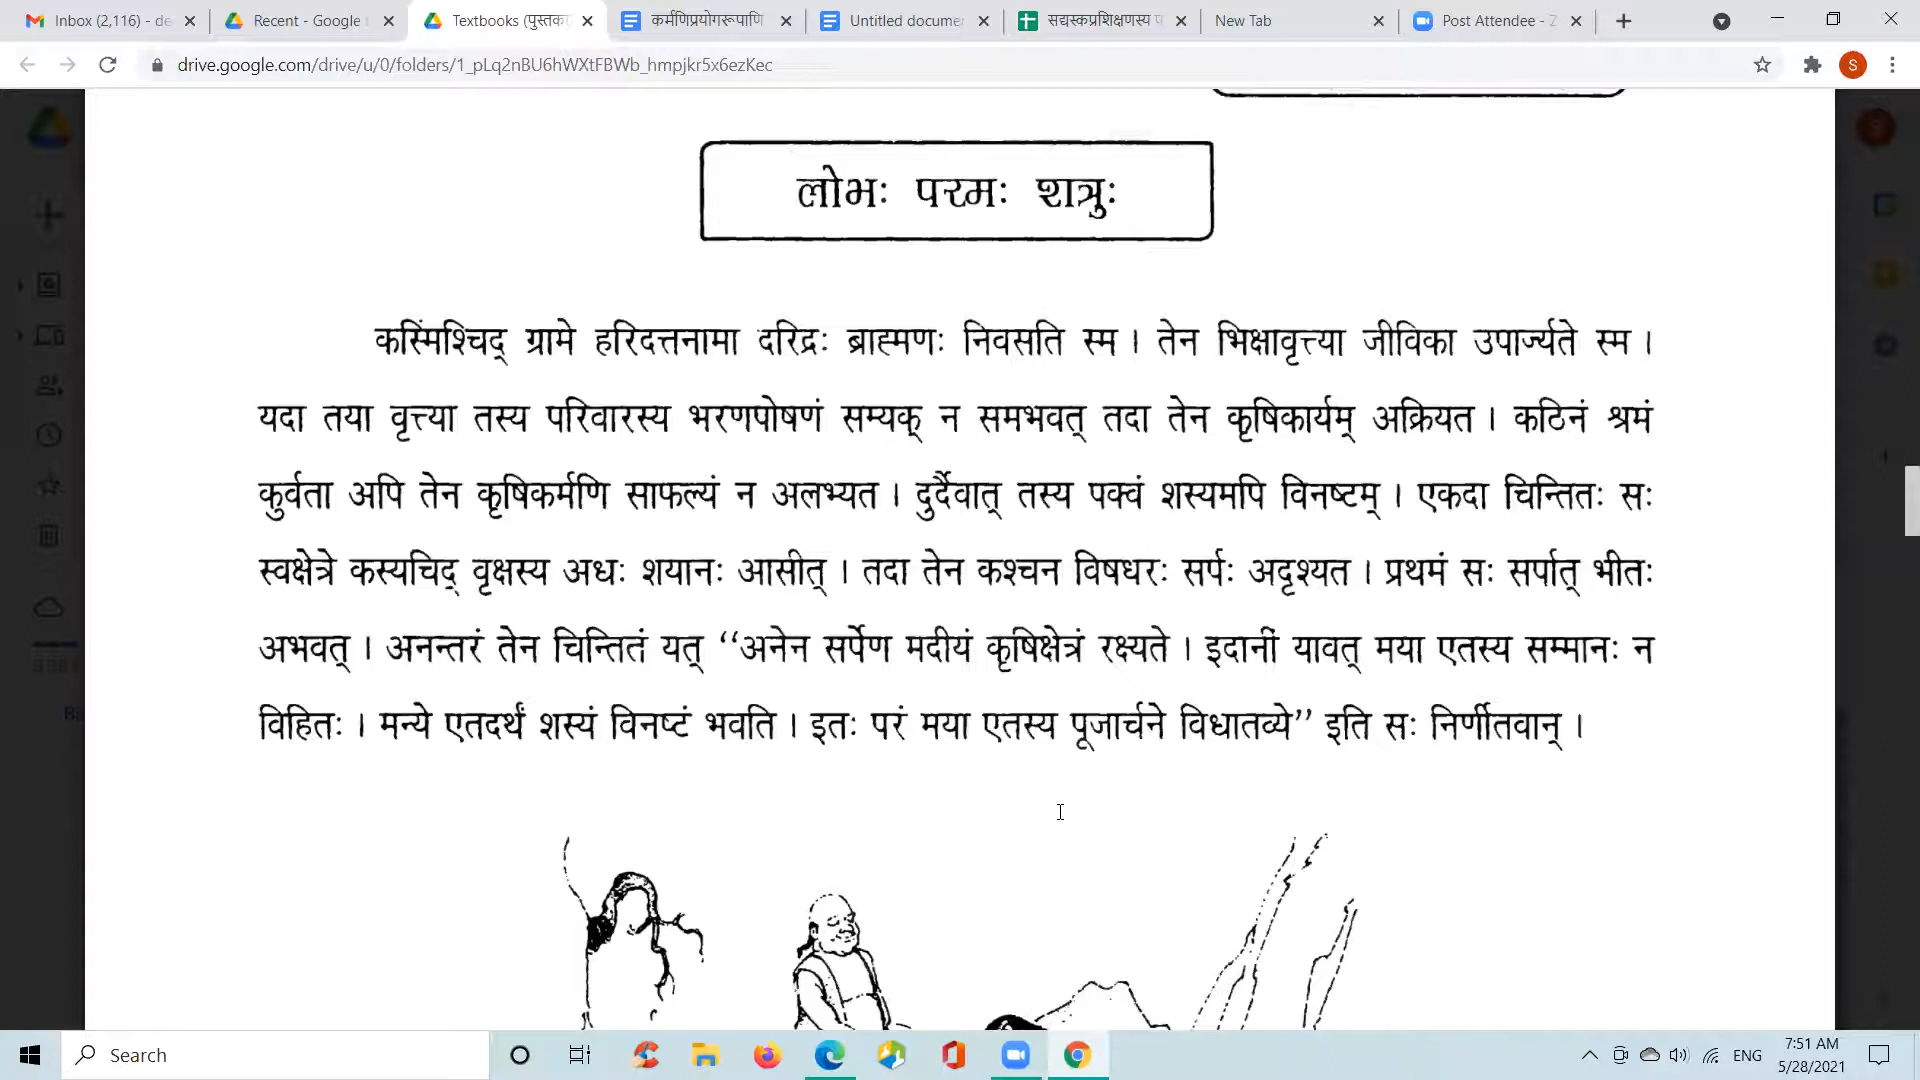 Inbox (2,116) - de
Recent - Google
Textbooks (पुस्तक
कर्मणिप्रयोगरूपाणि
Untitled docume
सद्यस्कप्रशिक्षणस्य
New Tab
Post Attendee - Z
drive.google.com/drive/u/0/folders/1_pLq2nBU6hWXtFBWb_hmpjkr5x6ezKec
S
लोभः परमः शत्रुः
कस्मिंश्चिद् ग्रामे हरिदत्तनामा दरिद्रः ब्राह्मणः निवसति स्म । तेन भिक्षावृत्त्या जीविका उपार्ज्यते स्म ।
यदा तया वृत्त्या तस्य परिवारस्य भरणपोषणं सम्यक् न समभवत् तदा तेन कृषिकार्यम् अक्रियत । कठिनं श्रमं
कुर्वता अपि तेन कृषिकर्मणि साफल्यं न अलभ्यत । दुर्दैवात् तस्य पक्वं शस्यमपि विनष्टम् । एकदा चिन्तितः सः
स्वक्षेत्रे कस्यचिद् वृक्षस्य अधः शयानः आसीत् । तदा तेन कश्चन विषधरः सर्पः अदृश्यत । प्रथमं सः सर्पात् भीतः
अभवत् । अनन्तरं तेन चिन्तितं यत् “अनेन सर्पेण मदीयं कृषिक्षेत्रं रक्ष्यते । इदानीं यावत् मया एतस्य सम्मानः न
विहितः । मन्ये एतदर्थं शस्यं विनष्टं भवति । इतः परं मया एतस्य पूजार्चने विधातव्ये” इति सः निर्णीतवान् ।
Search
ENG
7:51 AM
5/28/2021